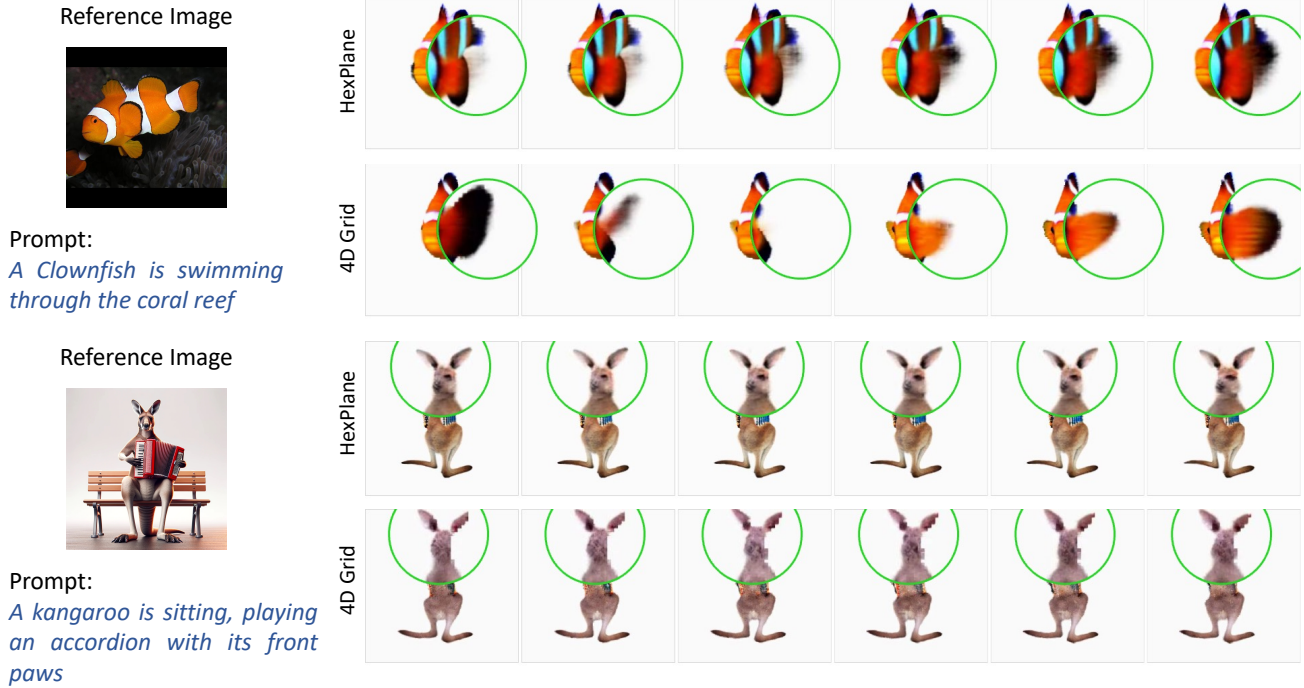 Reference Image
Prompt:
A Clownfish is swimming
through the coral reef
HexPlane
4D Grid
Reference Image
Prompt:
A kangaroo is sitting, playing
an accordion with its front
paws
HexPlane
4D Grid